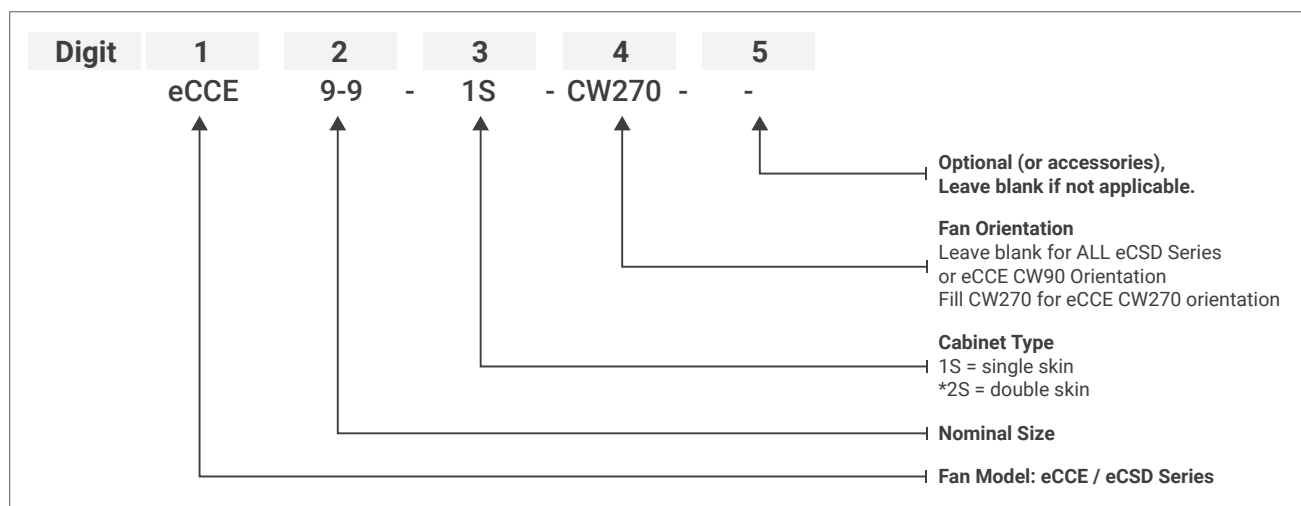 Digit 1 2 3 4 5
eCCE 9-9 - 1S - CW270 - -
Optional (or accessories),
Leave blank if not applicable.
Fan Orientation
Leave blank for ALL eCSD Series
or eCCE CW90 Orientation
Fill CW270 for eCCE CW270 orientation
Cabinet Type
1S = single skin
*2S = double skin
Nominal Size
Fan Model: eCCE / eCSD Series